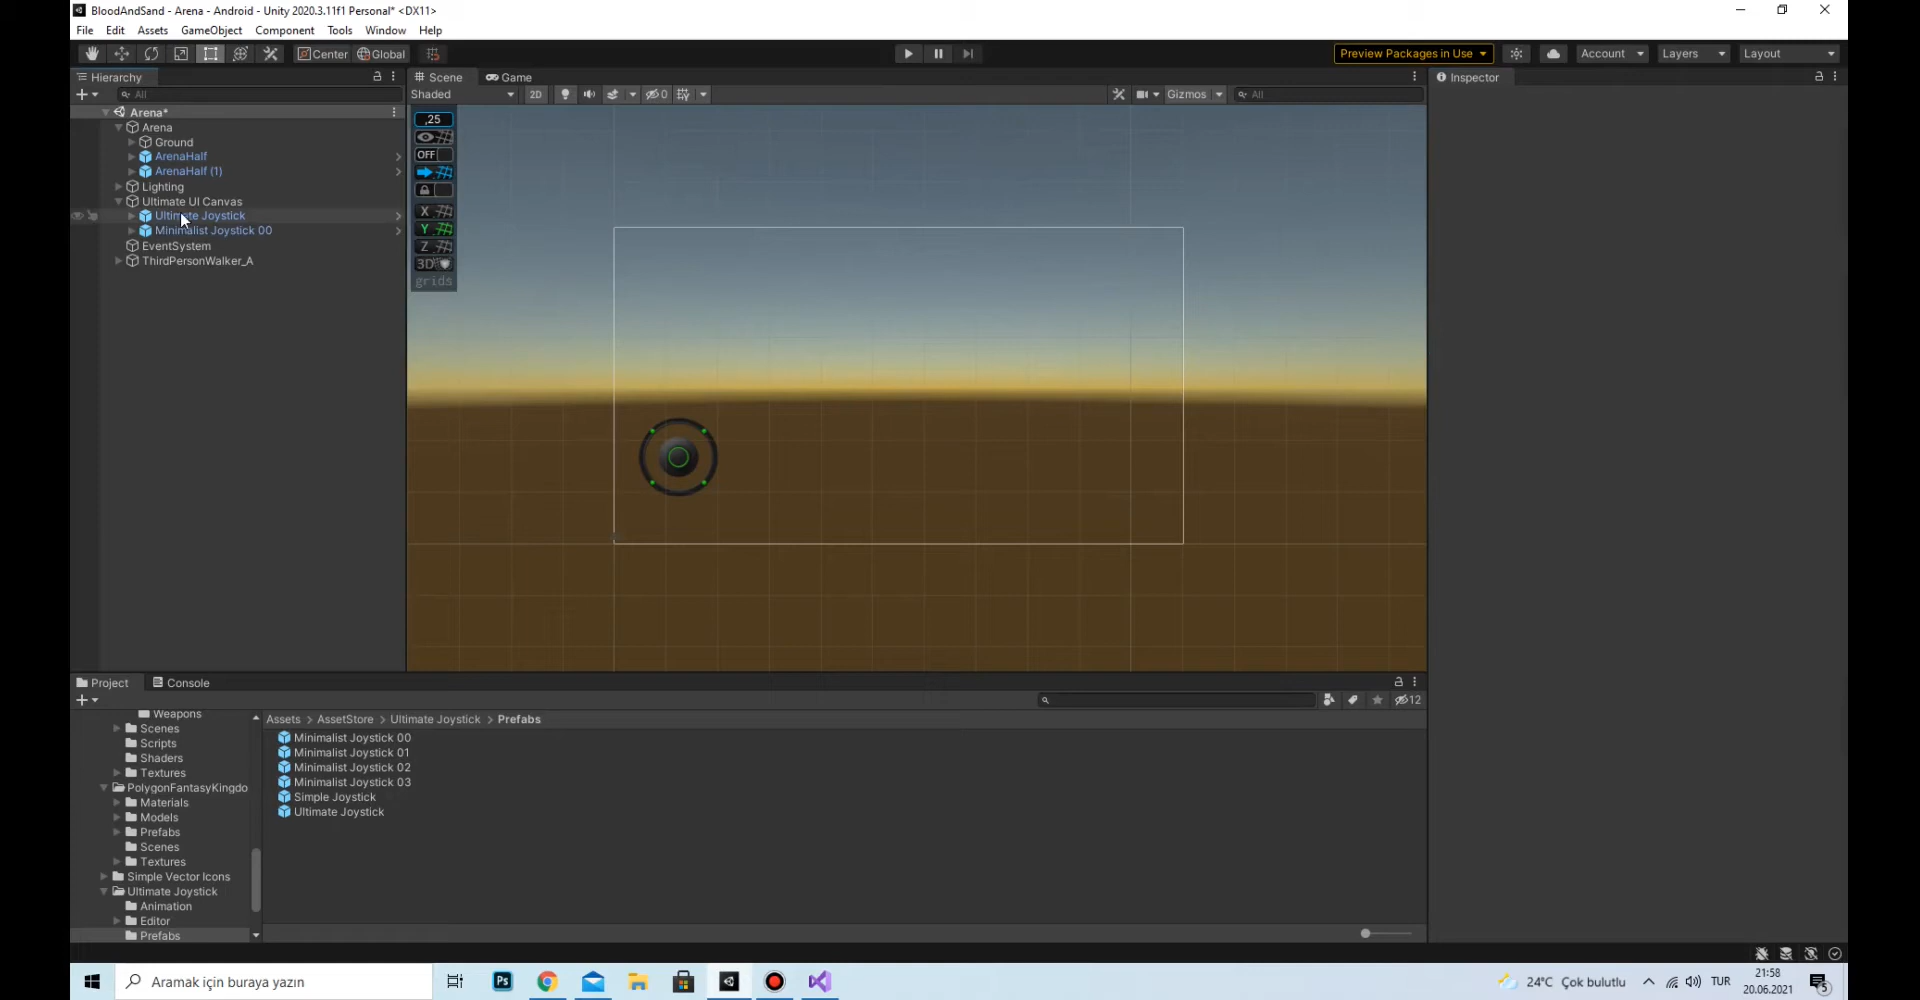 BloodAndSand - Arena - Android - Unity 2020.3.11f1 Personal* <DX11>
File Edit Assets GameObject Component Tools Window Help
Center Global Preview Packages in Use Account Layers Layout
Hierarchy Scene Game Inspector
All Shaded 2D 0 Gizmos All
Arena*
Arena
Ground
ArenaHalf
ArenaHalf (1)
Lighting
Ultimate UI Canvas
Ultimate Joystick
Minimalist Joystick 00
EventSystem
ThirdPersonWalker_A
,25
OFF
X
Y
Z
3D
grids
Project Console
12
Weapons
Scenes
Scripts
Shaders
Textures
PolygonFantasyKingdo
Materials
Models
Prefabs
Scenes
Textures
Simple Vector Icons
Ultimate Joystick
Animation
Editor
Prefabs
Assets > AssetStore > Ultimate Joystick > Prefabs
Minimalist Joystick 00
Minimalist Joystick 01
Minimalist Joystick 02
Minimalist Joystick 03
Simple Joystick
Ultimate Joystick
Aramak için buraya yazın
Ps
24°C Çok bulutlu
TUR
21:58
20.06.2021
5